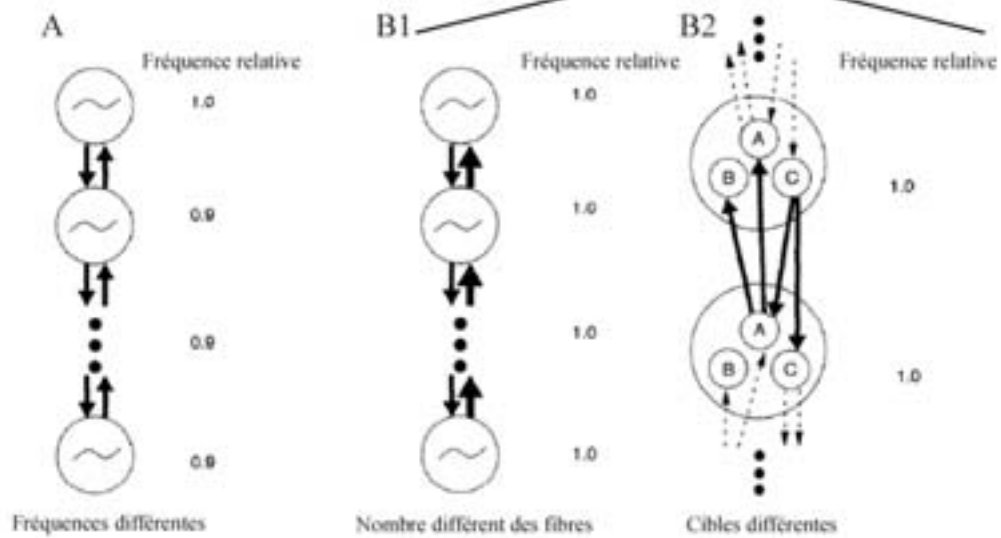 A
B1
B2
Fréquence relative
Fréquence relative
Fréquence relative
1.0
0.9
0.9
0.9
1.0
1.0
1.0
1.0
A
B
C
1.0
A
B
C
1.0
Fréquences différentes
Nombre différent des fibres
Cibles différentes